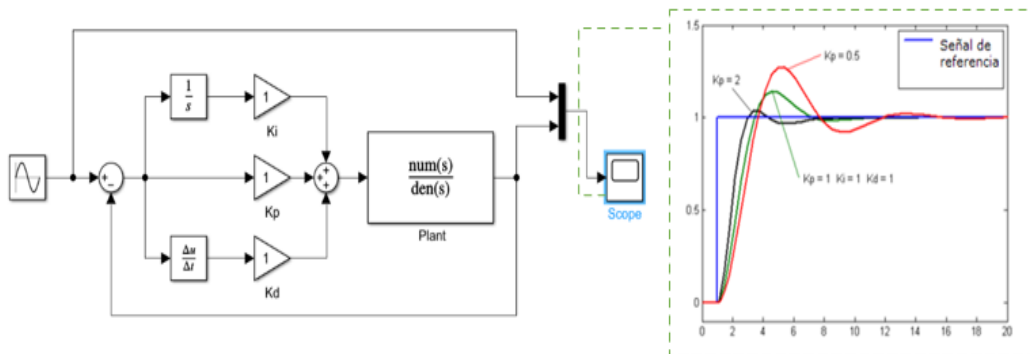 1
s
1
Ki
+
−
1
Kp
+
+
+
num(s)
den(s)
Plant
Δu
Δt
1
Kd
Scope
1.5
1
0.5
0
0 2 4 6 8 10 12 14 16 18 20
Kp = 0.5
Kp = 2
Kp = 1 Ki = 1 Kd = 1
Señal de
referencia